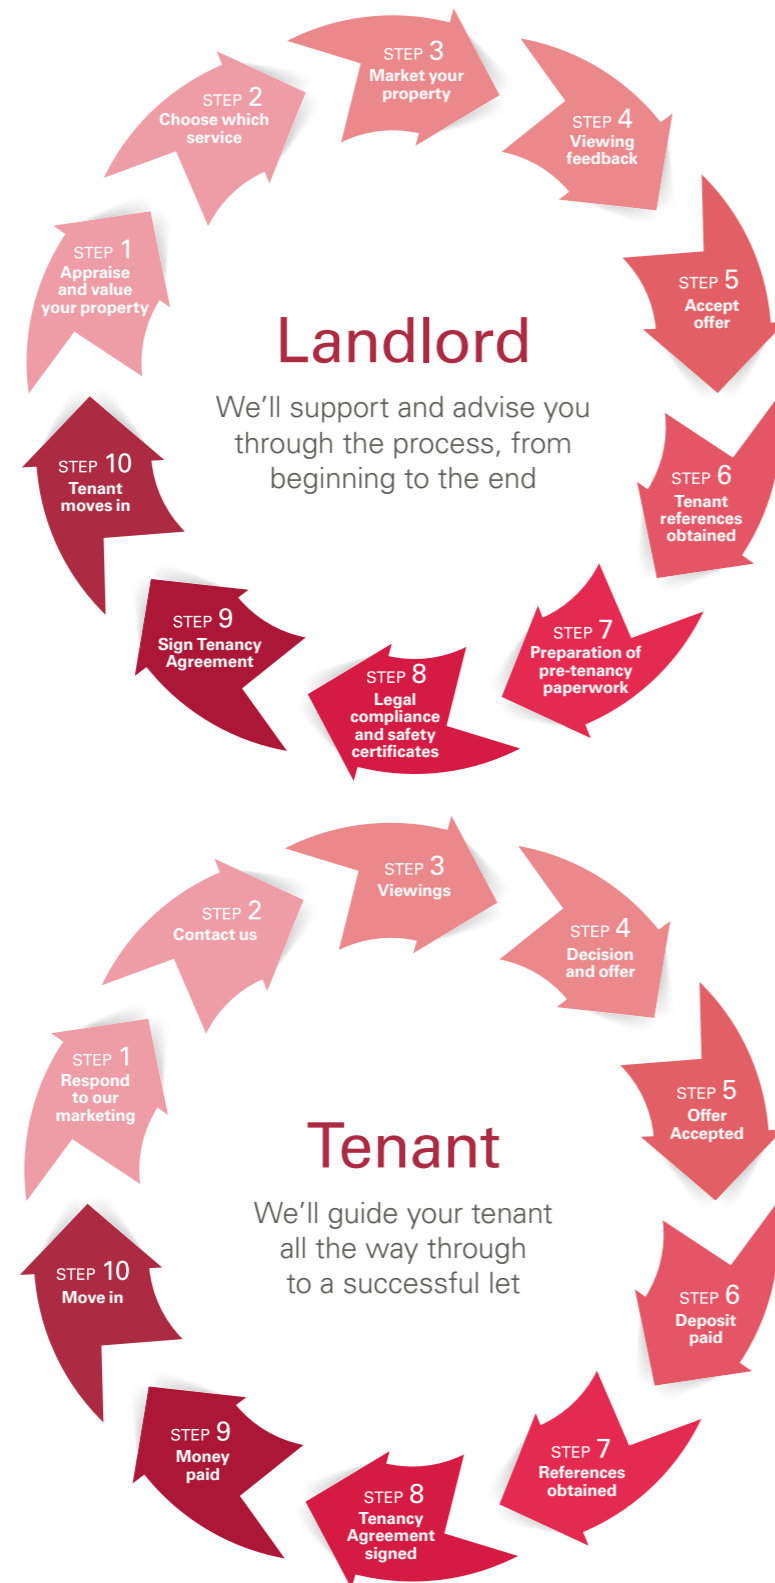 STEP 1
Appraise
and value
your property
STEP 2
Choose which
service
STEP 3
Market your
property
STEP 4
Viewing
feedback
STEP 5
Accept
offer
STEP 6
Tenant
references
obtained
STEP 7
Preparation of
pre-tenancy
paperwork
STEP 8
Legal
compliance
and safety
certificates
STEP 9
Sign Tenancy
Agreement
STEP 10
Tenant
moves in
Landlord
We’ll support and advise you
through the process, from
beginning to the end
STEP 1
Respond
to our
marketing
STEP 2
Contact us
STEP 3
Viewings
STEP 4
Decision
and offer
STEP 5
Offer
Accepted
STEP 6
Deposit
paid
STEP 7
References
obtained
STEP 8
Tenancy
Agreement
signed
STEP 9
Money
paid
STEP 10
Move in
Tenant
We’ll guide your tenant
all the way through
to a successful let